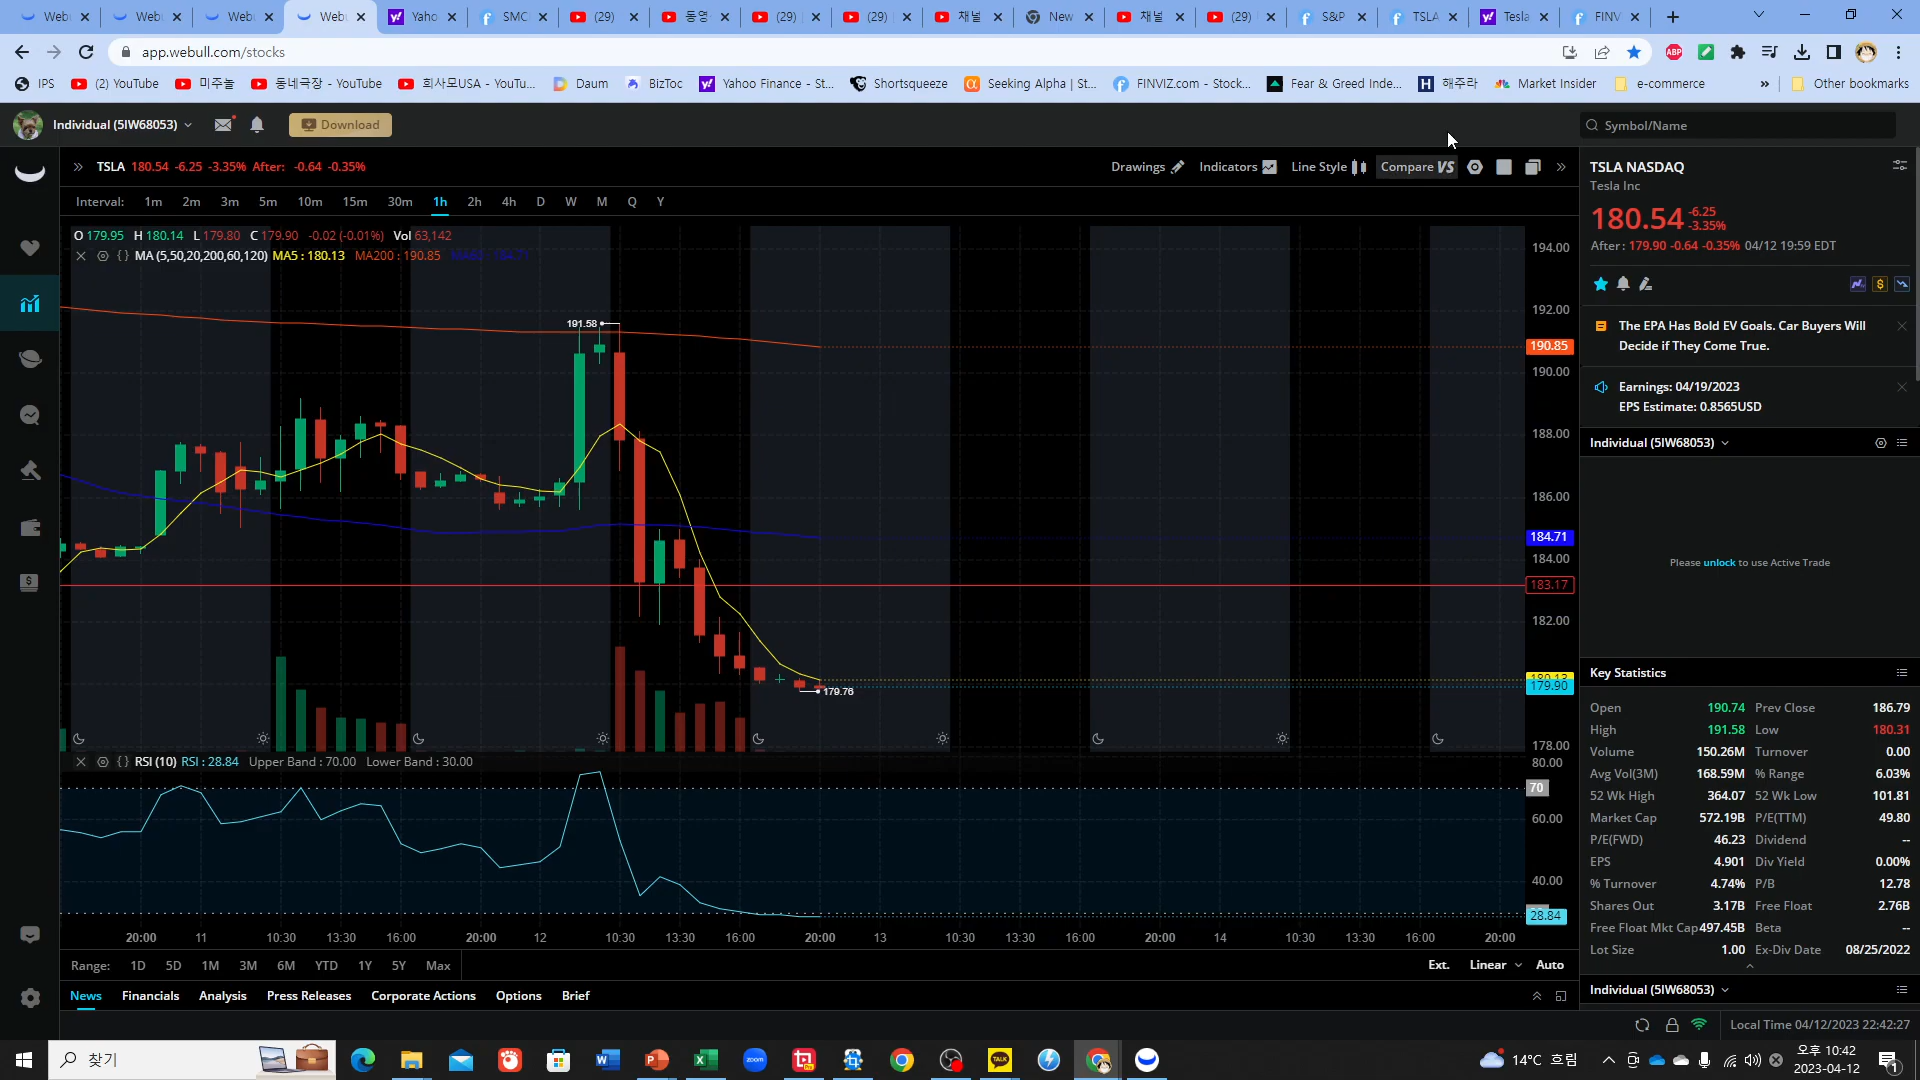 Webu Webu Webu Webu Yaho SMC (29) 동영 (29) (29) 채널 New 채널 (29) S&P TSLA Tesla FINV
app.webull.com/stocks
IPS (2) YouTube 미주놀 동네극장 - YouTube 희사모USA - YouTu... Daum BizToc Yahoo Finance - St... Shortsqueeze Seeking Alpha | St... FINVIZ.com - Stock... Fear & Greed Inde... 해주라 Market Insider e-commerce » Other bookmarks
Individual (5IW68053) Download Symbol/Name
TSLA 180.54 -6.25 -3.35% After: -0.64 -0.35% Drawings Indicators Line Style Compare VS
Interval: 1m 2m 3m 5m 10m 15m 30m 1h 2h 4h D W M Q Y
O 179.95 H 180.14 L 179.80 C 179.90 -0.02 (-0.01%) Vol 63,142
MA (5,50,20,200,60,120) MA5 : 180.13 MA200 : 190.85 MA60 : 184.71
191.58
179.76
194.00
192.00
190.85
190.00
188.00
186.00
184.71
184.00
183.17
182.00
180.13
179.90
178.00
RSI (10) RSI : 28.84 Upper Band : 70.00 Lower Band : 30.00
80.00
70
60.00
40.00
28.84
20:00 11 10:30 13:30 16:00 20:00 12 10:30 13:30 16:00 20:00 13 10:30 13:30 16:00 20:00 14 10:30 13:30 16:00 20:00
Range: 1D 5D 1M 3M 6M YTD 1Y 5Y Max Ext. Linear Auto
News Financials Analysis Press Releases Corporate Actions Options Brief
TSLA NASDAQ
Tesla Inc
180.54 -6.25
-3.35%
After : 179.90 -0.64 -0.35% 04/12 19:59 EDT
The EPA Has Bold EV Goals. Car Buyers Will
Decide if They Come True.
Earnings: 04/19/2023
EPS Estimate: 0.8565USD
Individual (5IW68053)
Please unlock to use Active Trade
Key Statistics
Open 190.74 Prev Close 186.79
High 191.58 Low 180.31
Volume 150.26M Turnover 0.00
Avg Vol(3M) 168.59M % Range 6.03%
52 Wk High 364.07 52 Wk Low 101.81
Market Cap 572.19B P/E(TTM) 49.80
P/E(FWD) 46.23 Dividend --
EPS 4.901 Div Yield 0.00%
% Turnover 4.74% P/B 12.78
Shares Out 3.17B Free Float 2.76B
Free Float Mkt Cap 497.45B Beta --
Lot Size 1.00 Ex-Div Date 08/25/2022
Individual (5IW68053)
Local Time 04/12/2023 22:42:27
찾기 14°C 흐림 오후 10:42
2023-04-12